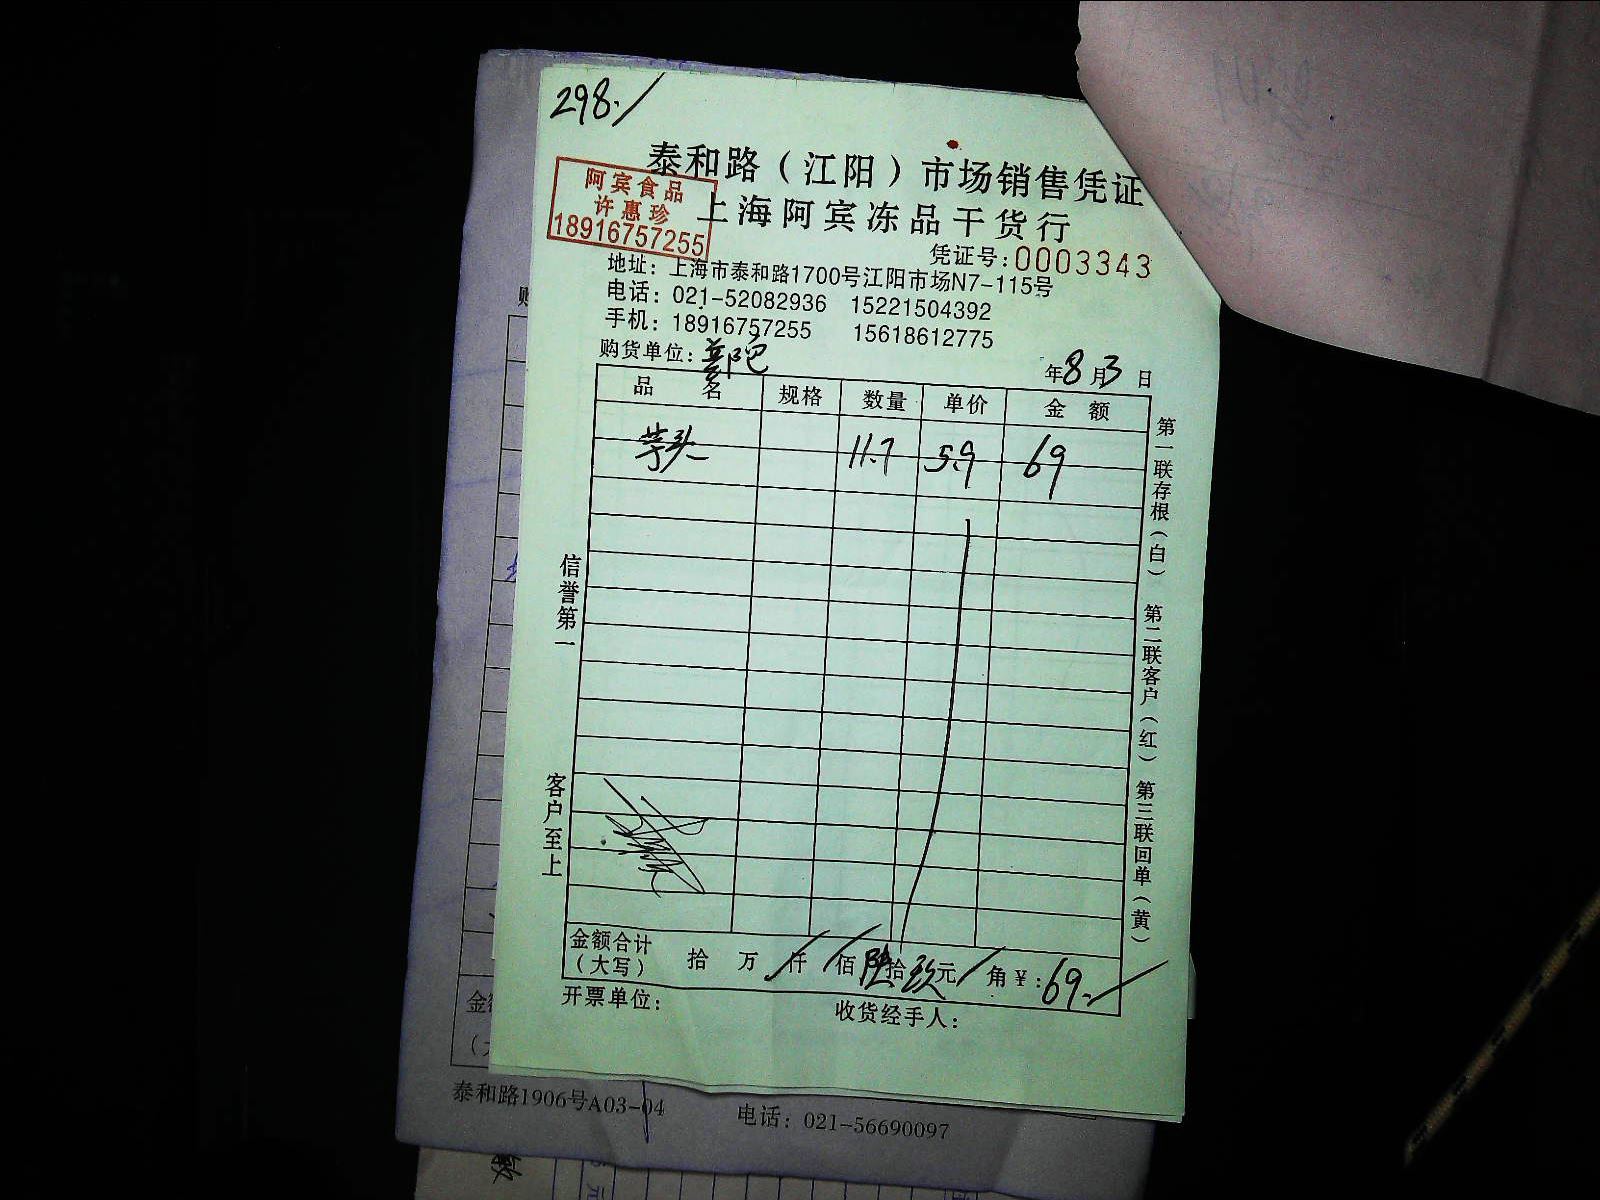 298./
泰和路（江阳）市场销售凭证
阿宾食品
许惠珍
18916757255
上海阿宾冻品干货行
凭证号：0003343
地址：上海市泰和路1700号江阳市场N7-115号
电话：021-52082936 15221504392
手机：18916757255 15618612775
购货单位：
年8月3日
品名 规格 数量 单价 金额
芋头 11.7 5.9 69
信誉第一
客户至上
第一联存根（白） 第二联客户（红） 第三联回单（黄）
金额合计（大写） 拾 万 仟 佰 陆拾玖元 角 ¥：69./
开票单位： 收货经手人：
泰和路1906号A03-04 电话：021-56690097